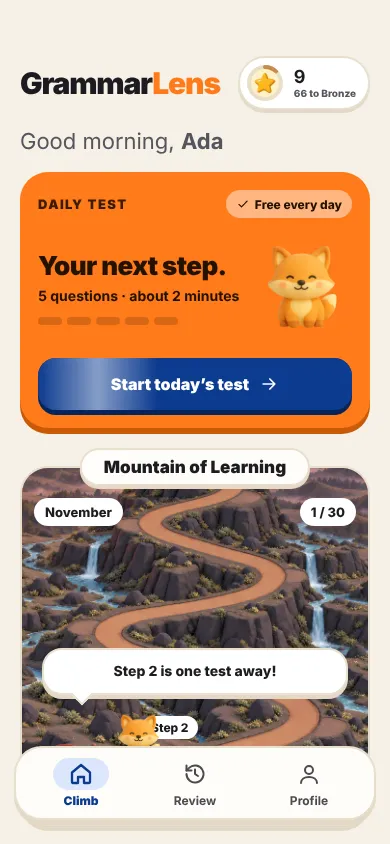 GrammarLens
9
66 to Bronze
Good morning, Ada
DAILY TEST
Free every day
Your next step.
5 questions · about 2 minutes
Start today’s test
Mountain of Learning
November
1 / 30
Step 2 is one test away!
Step 2
Climb
Review
Profile